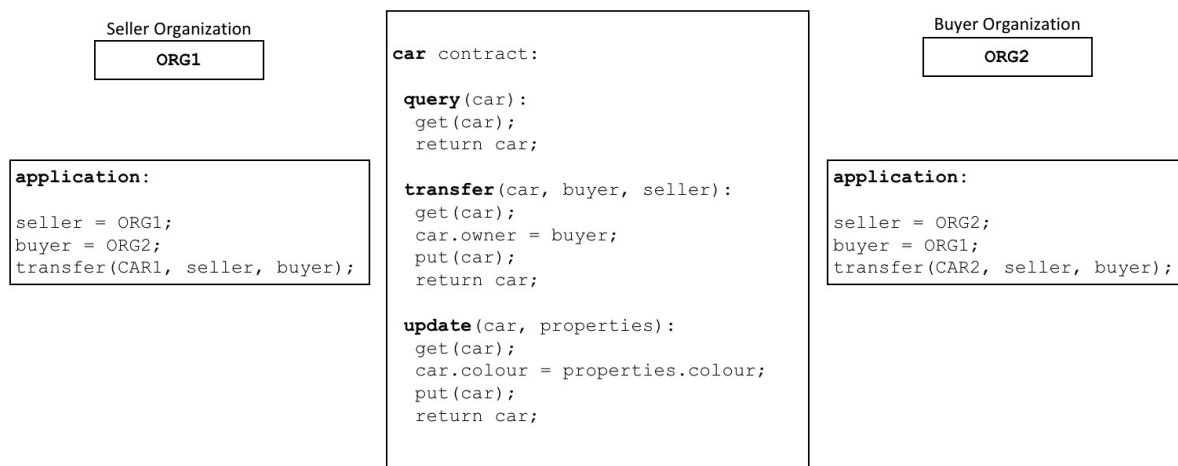 Seller Organization
ORG1
application:
seller = ORG1;
buyer = ORG2;
transfer(CAR1, seller, buyer);
car contract:
query(car):
get(car);
return car;
transfer(car, buyer, seller):
get(car);
car.owner = buyer;
put(car);
return car;
update(car, properties):
get(car);
car.colour = properties.colour;
put(car);
return car;
Buyer Organization
ORG2
application:
seller = ORG2;
buyer = ORG1;
transfer(CAR2, seller, buyer);